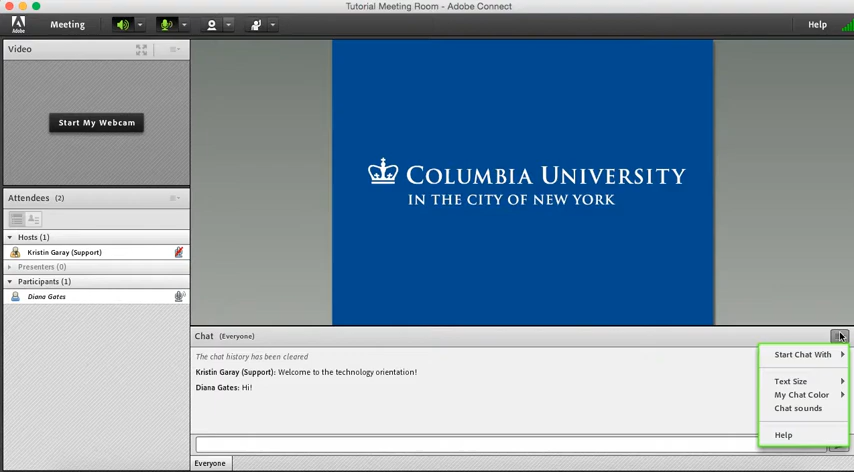 Tutorial Meeting Room - Adobe Connect
Adobe
Meeting
Help
Video
Start My Webcam
Attendees (2)
Hosts (1)
Kristin Garay (Support)
Presenters (0)
Participants (1)
Diana Gates
COLUMBIA UNIVERSITY
IN THE CITY OF NEW YORK
Chat (Everyone)
The chat history has been cleared
Kristin Garay (Support): Welcome to the technology orientation!
Diana Gates: Hi!
Everyone
Start Chat With
Text Size
My Chat Color
Chat sounds
Help